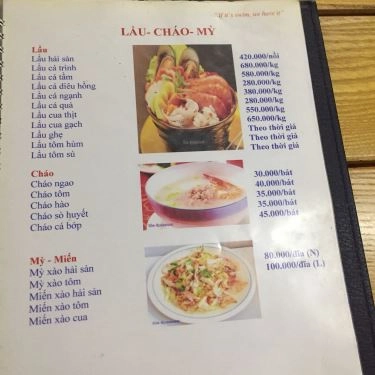 "If it's swim, we have it"
LẨU- CHÁO- MỲ
Lẩu
Lẩu hải sản 420.000/nồi
Lẩu cá trình 680.000/kg
Lẩu cá tầm 580.000/kg
Lẩu cá diêu hồng 280.000/kg
Lẩu cá ngạnh 380.000/kg
Lẩu cá quả 280.000/kg
Lẩu cua thịt 550.000/kg
Lẩu cua gạch 650.000/kg
Lẩu ghẹ Theo thời giá
Lẩu tôm hùm Theo thời giá
Lẩu tôm sú Theo thời giá
Cháo
Cháo ngao 30.000/bát
Cháo tôm 40.000/bát
Cháo hào 35.000/bát
Cháo sò huyết 35.000/bát
Cháo cá bớp 45.000/bát
Mỳ - Miến
Mỳ xào hải sản 80.000/đĩa (N)
Mỳ xào tôm 100.000/đĩa (L)
Miến xào hải sản
Miến xào tôm
Miến xào cua